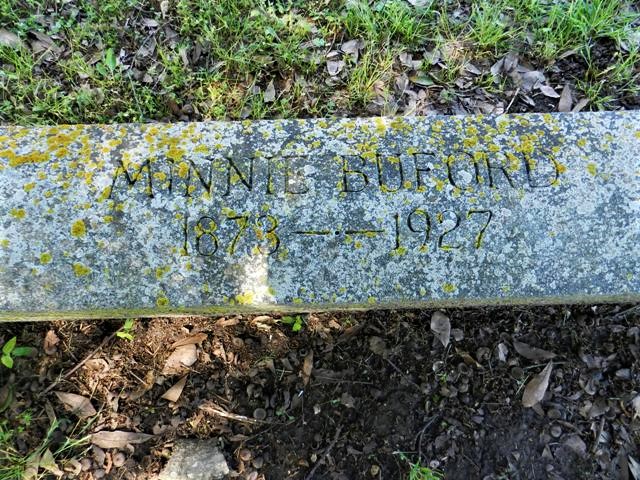 MINNIE BUFORD
1873 — · — 1927